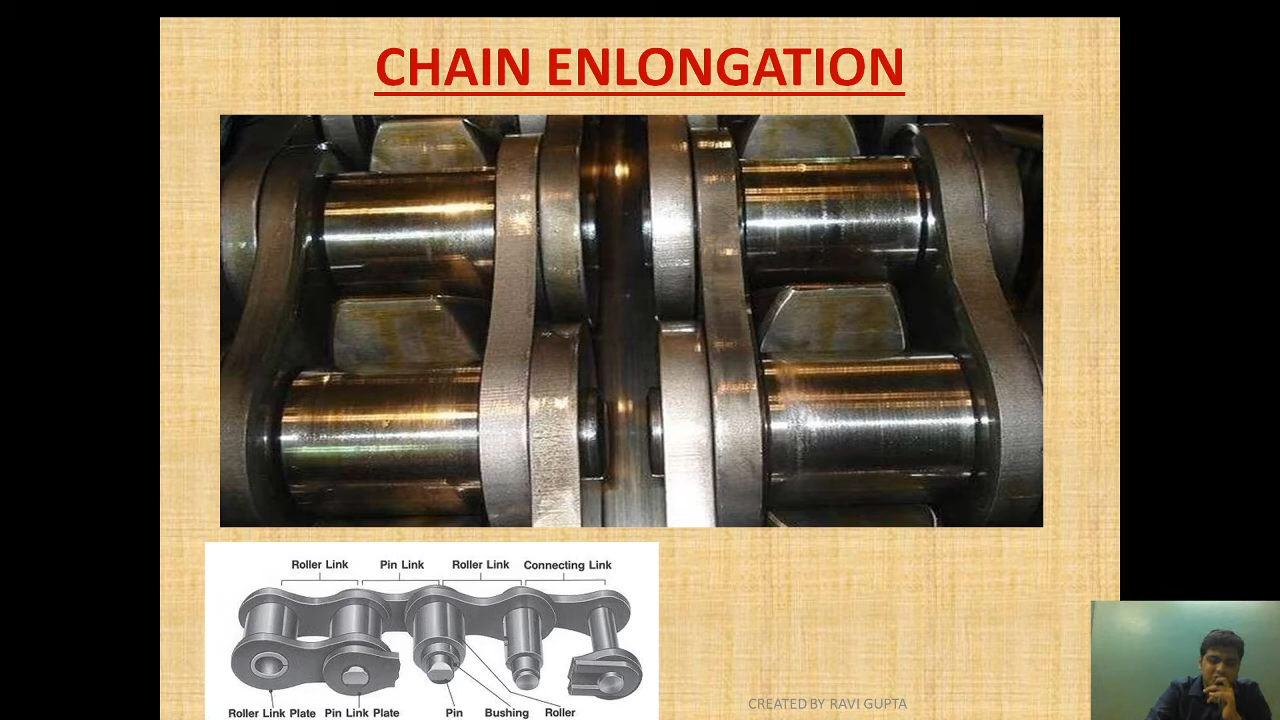 CHAIN ENLONGATION
Roller Link Pin Link Roller Link Connecting Link
Roller Link Plate Pin Link Plate Pin Bushing Roller
CREATED BY RAVI GUPTA